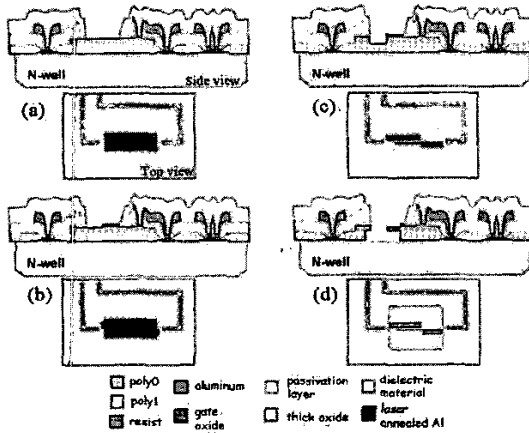 N-well
Side view
(a)
Top view
N-well
(c)
N-well
(b)
N-well
(d)
poly0
aluminum
passivation layer
dielectric material
poly1
gate oxide
thick oxide
laser annealed Al
resist